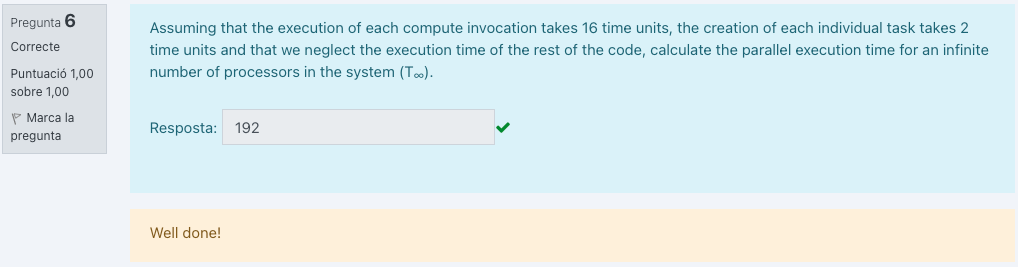 Pregunta 6
Correcte
Puntuació 1,00
sobre 1,00
Marca la
pregunta
Assuming that the execution of each compute invocation takes 16 time units, the creation of each individual task takes 2
time units and that we neglect the execution time of the rest of the code, calculate the parallel execution time for an infinite
number of processors in the system (T∞).
Resposta: 192
Well done!